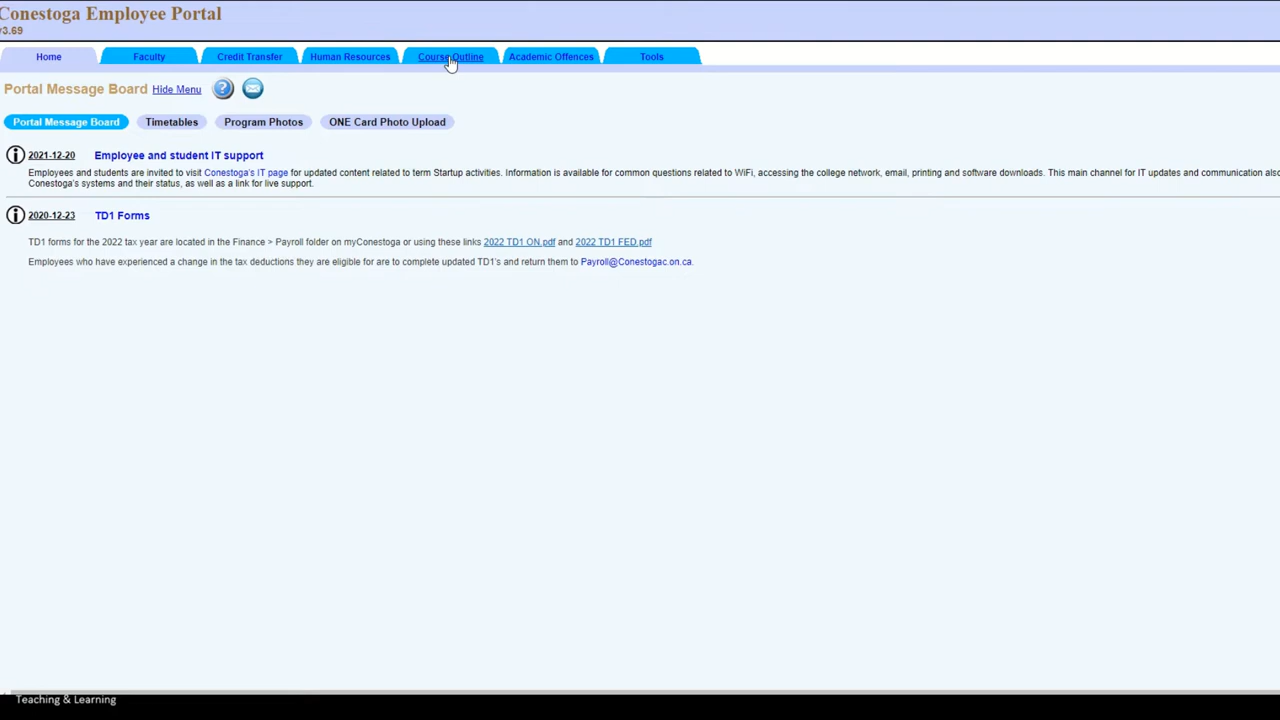 Conestoga Employee Portal
v3.69
Home Faculty Credit Transfer Human Resources Course Outline Academic Offences Tools
Portal Message Board Hide Menu
Portal Message Board Timetables Program Photos ONE Card Photo Upload
2021-12-20 Employee and student IT support
Employees and students are invited to visit Conestoga's IT page for updated content related to term Startup activities. Information is available for common questions related to WiFi, accessing the college network, email, printing and software downloads. This main channel for IT updates and communication also
Conestoga's systems and their status, as well as a link for live support.
2020-12-23 TD1 Forms
TD1 forms for the 2022 tax year are located in the Finance > Payroll folder on myConestoga or using these links 2022 TD1 ON.pdf and 2022 TD1 FED.pdf
Employees who have experienced a change in the tax deductions they are eligible for are to complete updated TD1's and return them to Payroll@Conestogac.on.ca.
Teaching & Learning